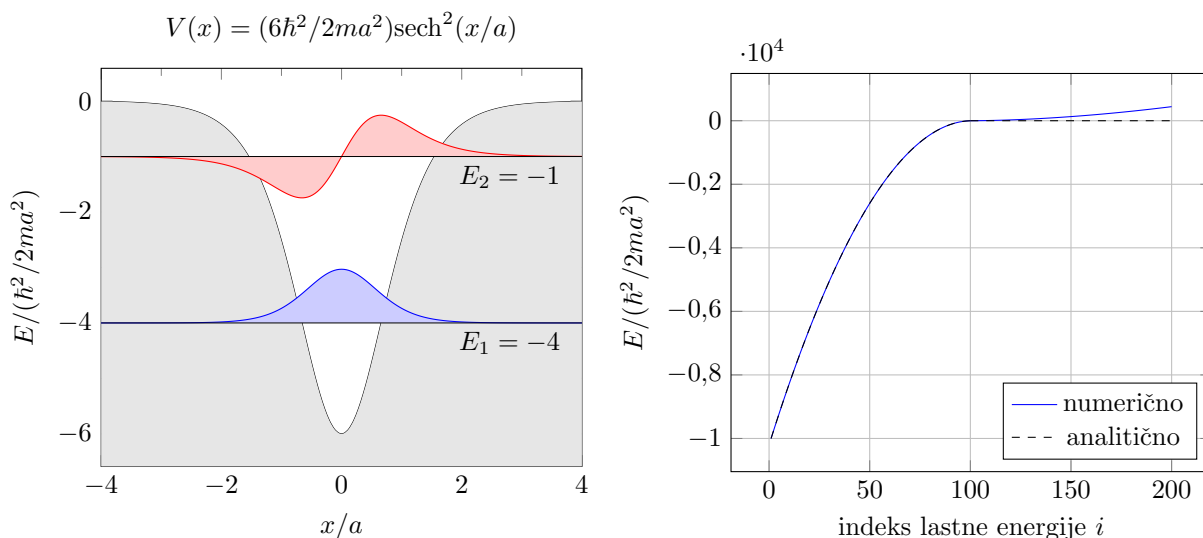 V(x) = (6ℏ²/2ma²)sech²(x/a)
E/(ℏ²/2ma²)
0
−2
−4
−6
E₂ = −1
E₁ = −4
−4 −2 0 2 4
x/a
·10⁴
E/(ℏ²/2ma²)
0
−0,2
−0,4
−0,6
−0,8
−1
numerično
analitično
0 50 100 150 200
indeks lastne energije i